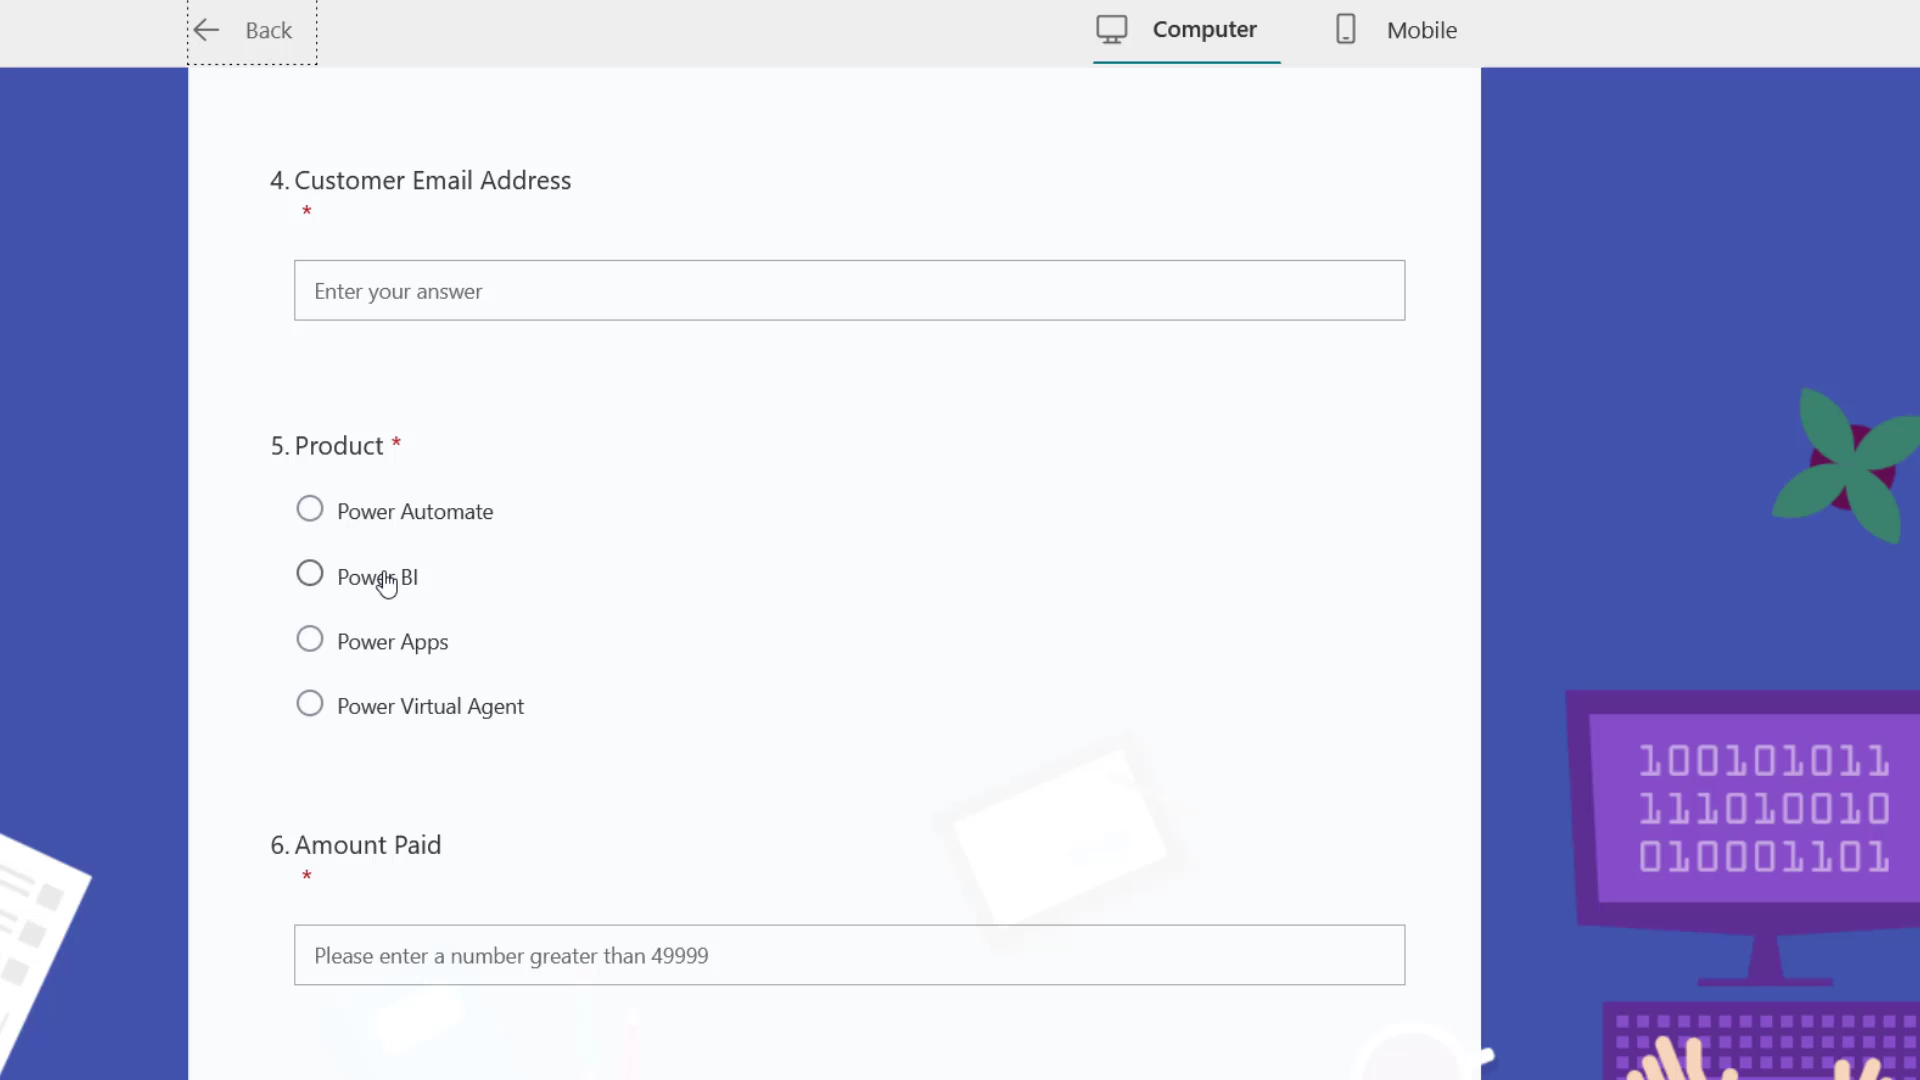 Back
Computer
Mobile
4. Customer Email Address
*
Enter your answer
5. Product *
Power Automate
Power BI
Power Apps
Power Virtual Agent
6. Amount Paid
*
Please enter a number greater than 49999
100101011
111010010
010001101